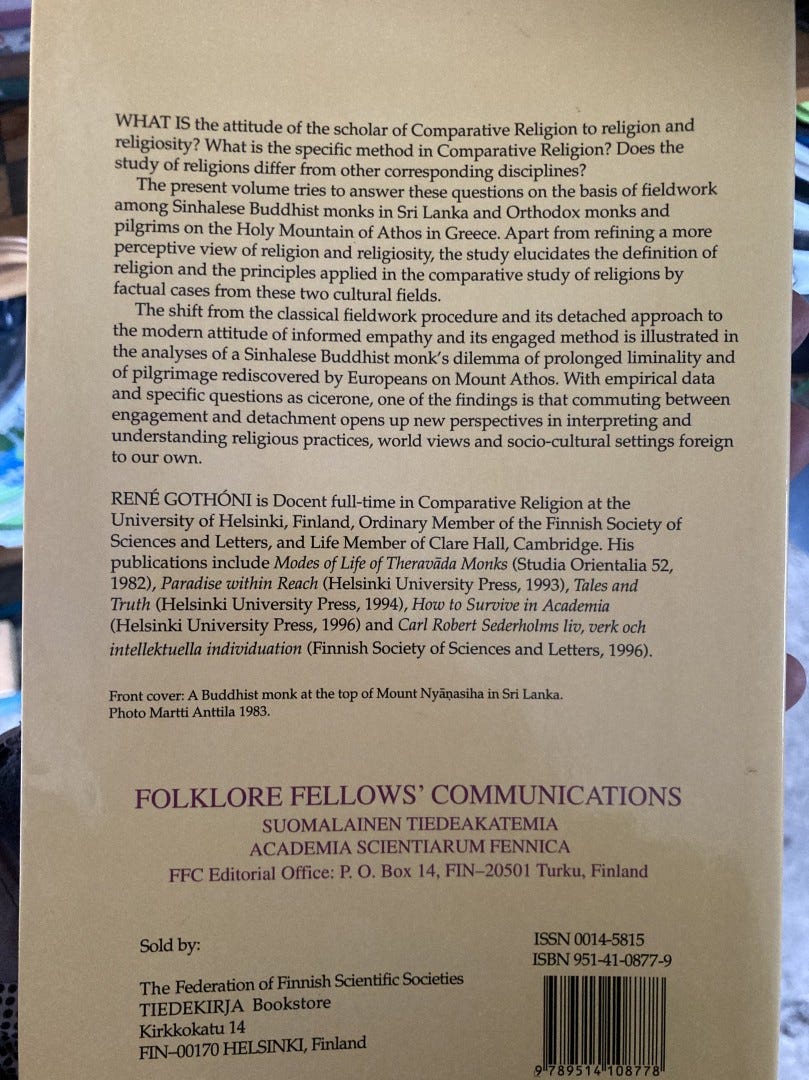 WHAT IS the attitude of the scholar of Comparative Religion to religion and
religiosity? What is the specific method in Comparative Religion? Does the
study of religions differ from other corresponding disciplines?
The present volume tries to answer these questions on the basis of fieldwork
among Sinhalese Buddhist monks in Sri Lanka and Orthodox monks and
pilgrims on the Holy Mountain of Athos in Greece. Apart from refining a more
perceptive view of religion and religiosity, the study elucidates the definition of
religion and the principles applied in the comparative study of religions by
factual cases from these two cultural fields.
The shift from the classical fieldwork procedure and its detached approach to
the modern attitude of informed empathy and its engaged method is illustrated in
the analyses of a Sinhalese Buddhist monk's dilemma of prolonged liminality and
of pilgrimage rediscovered by Europeans on Mount Athos. With empirical data
and specific questions as cicerone, one of the findings is that commuting between
engagement and detachment opens up new perspectives in interpreting and
understanding religious practices, world views and socio-cultural settings foreign
to our own.
RENÉ GOTHÓNI is Docent full-time in Comparative Religion at the
University of Helsinki, Finland, Ordinary Member of the Finnish Society of
Sciences and Letters, and Life Member of Clare Hall, Cambridge. His
publications include Modes of Life of Theravāda Monks (Studia Orientalia 52,
1982), Paradise within Reach (Helsinki University Press, 1993), Tales and
Truth (Helsinki University Press, 1994), How to Survive in Academia
(Helsinki University Press, 1996) and Carl Robert Sederholms liv, verk och
intellektuella individuation (Finnish Society of Sciences and Letters, 1996).
Front cover: A Buddhist monk at the top of Mount Nyāṇasiha in Sri Lanka.
Photo Martti Anttila 1983.
FOLKLORE FELLOWS' COMMUNICATIONS
SUOMALAINEN TIEDEAKATEMIA
ACADEMIA SCIENTIARUM FENNICA
FFC Editorial Office: P. O. Box 14, FIN–20501 Turku, Finland
Sold by:
The Federation of Finnish Scientific Societies
TIEDEKIRJA Bookstore
Kirkkokatu 14
FIN–00170 HELSINKI, Finland
ISSN 0014-5815
ISBN 951-41-0877-9
9 789514 108778